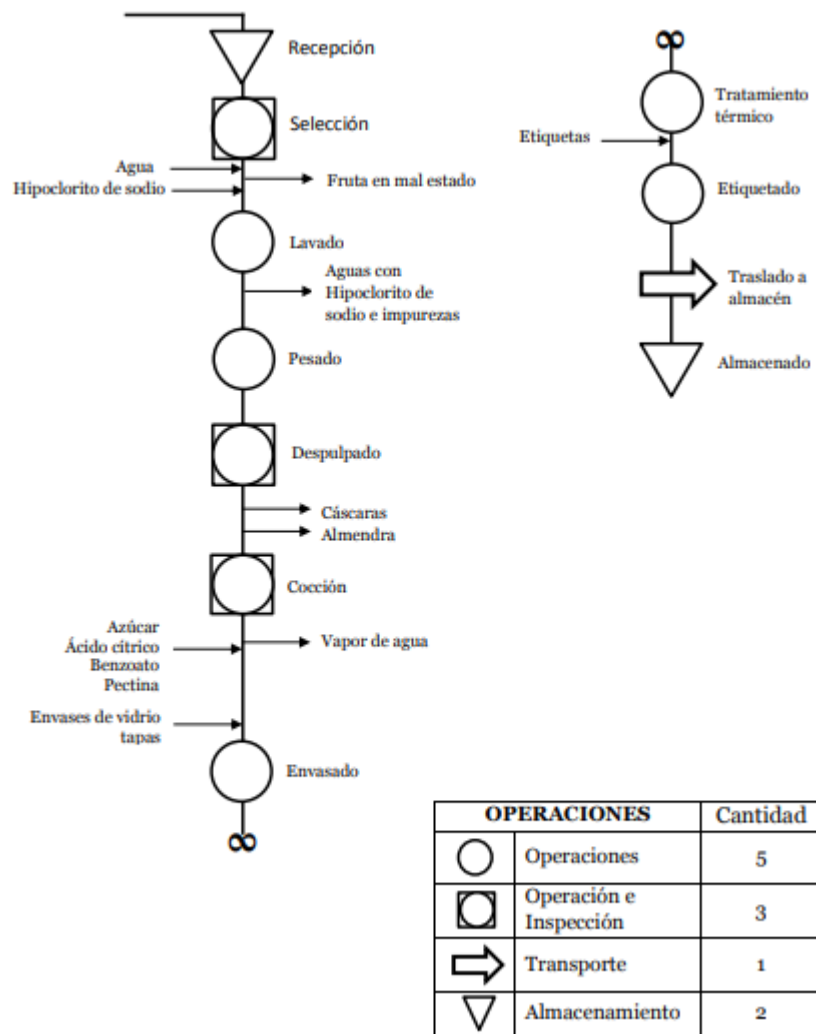 Recepción
Selección
Agua
Hipoclorito de sodio
Fruta en mal estado
Lavado
Aguas con
Hipoclorito de
sodio e impurezas
Pesado
Despulpado
Cáscaras
Almendra
Cocción
Azúcar
Ácido cítrico
Benzoato
Pectina
Vapor de agua
Envases de vidrio
tapas
Envasado
∞
∞
Tratamiento
térmico
Etiquetas
Etiquetado
Traslado a
almacén
Almacenado
OPERACIONES Cantidad
Operaciones 5
Operación e
Inspección 3
Transporte 1
Almacenamiento 2